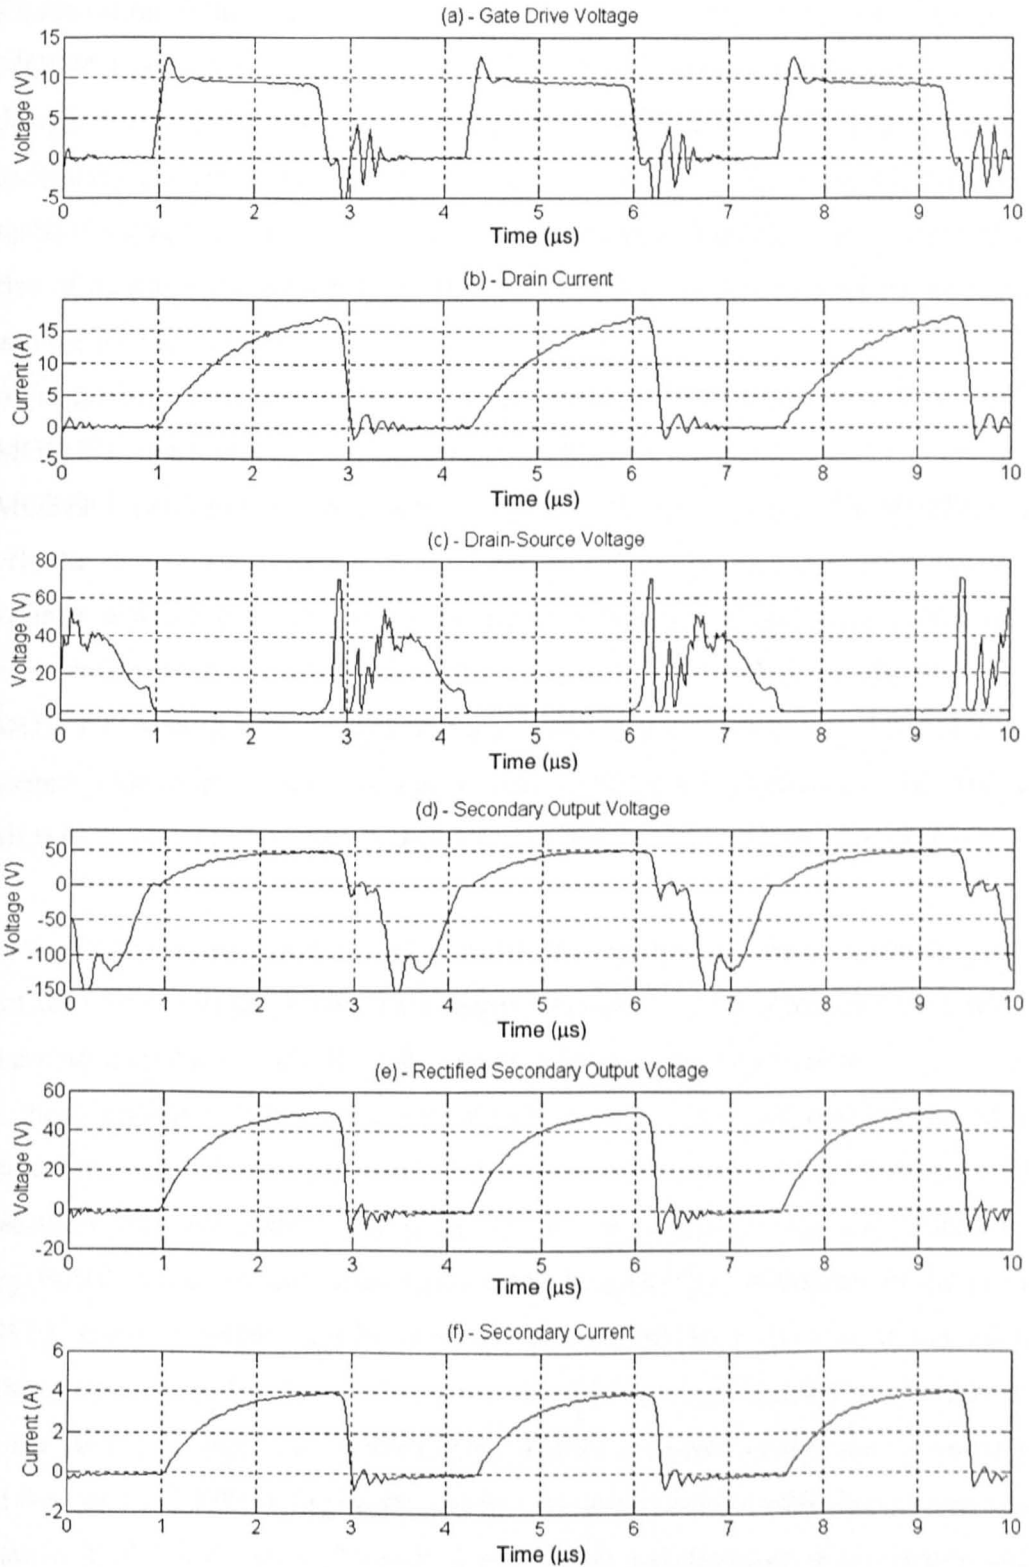 (a) - Gate Drive Voltage
15
10
5
0
-5
Voltage (V)
0 1 2 3 4 5 6 7 8 9 10
Time (μs)
(b) - Drain Current
15
10
5
0
-5
Current (A)
0 1 2 3 4 5 6 7 8 9 10
Time (μs)
(c) - Drain-Source Voltage
80
60
40
20
0
Voltage (V)
0 1 2 3 4 5 6 7 8 9 10
Time (μs)
(d) - Secondary Output Voltage
50
0
-50
-100
-150
Voltage (V)
0 1 2 3 4 5 6 7 8 9 10
Time (μs)
(e) - Rectified Secondary Output Voltage
60
40
20
0
-20
Voltage (V)
0 1 2 3 4 5 6 7 8 9 10
Time (μs)
(f) - Secondary Current
6
4
2
0
-2
Current (A)
0 1 2 3 4 5 6 7 8 9 10
Time (μs)